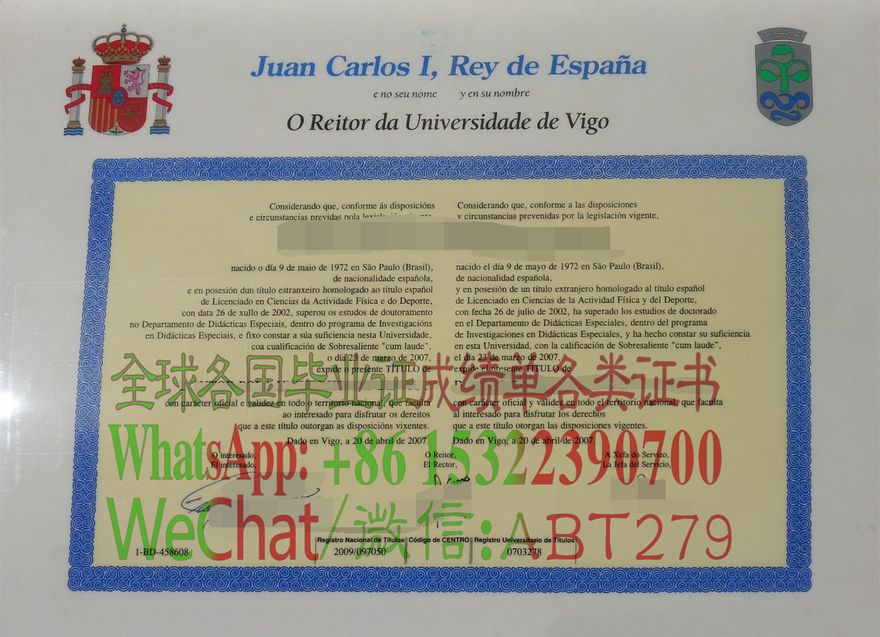 Juan Carlos I, Rey de España
e no seu nome y en su nombre
O Reitor da Universidade de Vigo
Considerando que, conforme ás disposicións
e circunstancias previdas pola lexislación vixente,
Considerando que, conforme a las disposiciones
y circunstancias prevenidas por la legislación vigente,
nacido o día 9 de maio de 1972 en São Paulo (Brasil),
de nacionalidade española,
e en posesión dun título estranxeiro homologado ao título español
de Licenciado en Ciencias da Actividade Física e do Deporte,
con data 26 de xullo de 2002, superou os estudos de doutoramento
no Departamento de Didácticas Especiais, dentro do programa de Investigacións
en Didácticas Especiais, e fixo constar a súa suficiencia nesta Universidade,
coa cualificación de Sobresaliente "cum laude",
o día 23 de marzo de 2007,
expide o presente TÍTULO de
nacido el día 9 de mayo de 1972 en São Paulo (Brasil),
de nacionalidad española,
y en posesión de un título extranjero homologado al título español
de Licenciado en Ciencias de la Actividad Física y del Deporte,
con fecha 26 de julio de 2002, ha superado los estudios de doctorado
en el Departamento de Didácticas Especiales, dentro del programa
de Investigaciones en Didácticas Especiales, y ha hecho constar su suficiencia
en esta Universidad, con la calificación de Sobresaliente "cum laude",
el día 23 de marzo de 2007,
expide el presente TÍTULO de
全球各国毕业证成绩单各类证书
con carácter oficial e validez en todo o territorio nacional, que faculta
ao interesado para disfrutar os dereitos
que a este título outorgan as disposicións vixentes.
Dado en Vigo, a 20 de abril de 2007.
con carácter oficial y validez en todo el territorio nacional, que faculta
al interesado para disfrutar los derechos
que a este título otorgan las disposiciones vigentes.
Dado en Vigo, a 20 de abril de 2007.
WhatsApp: +86 15322390700
O interesado,
El interesado,
O Reitor,
El Rector,
A Xefa do Servizo,
La Jefa del Servicio,
WeChat/微信:ABT279
Registro Nacional de Títulos Código de CENTRO Registro Universitario de Títulos
1-BD-458608 2009/097050 0703278